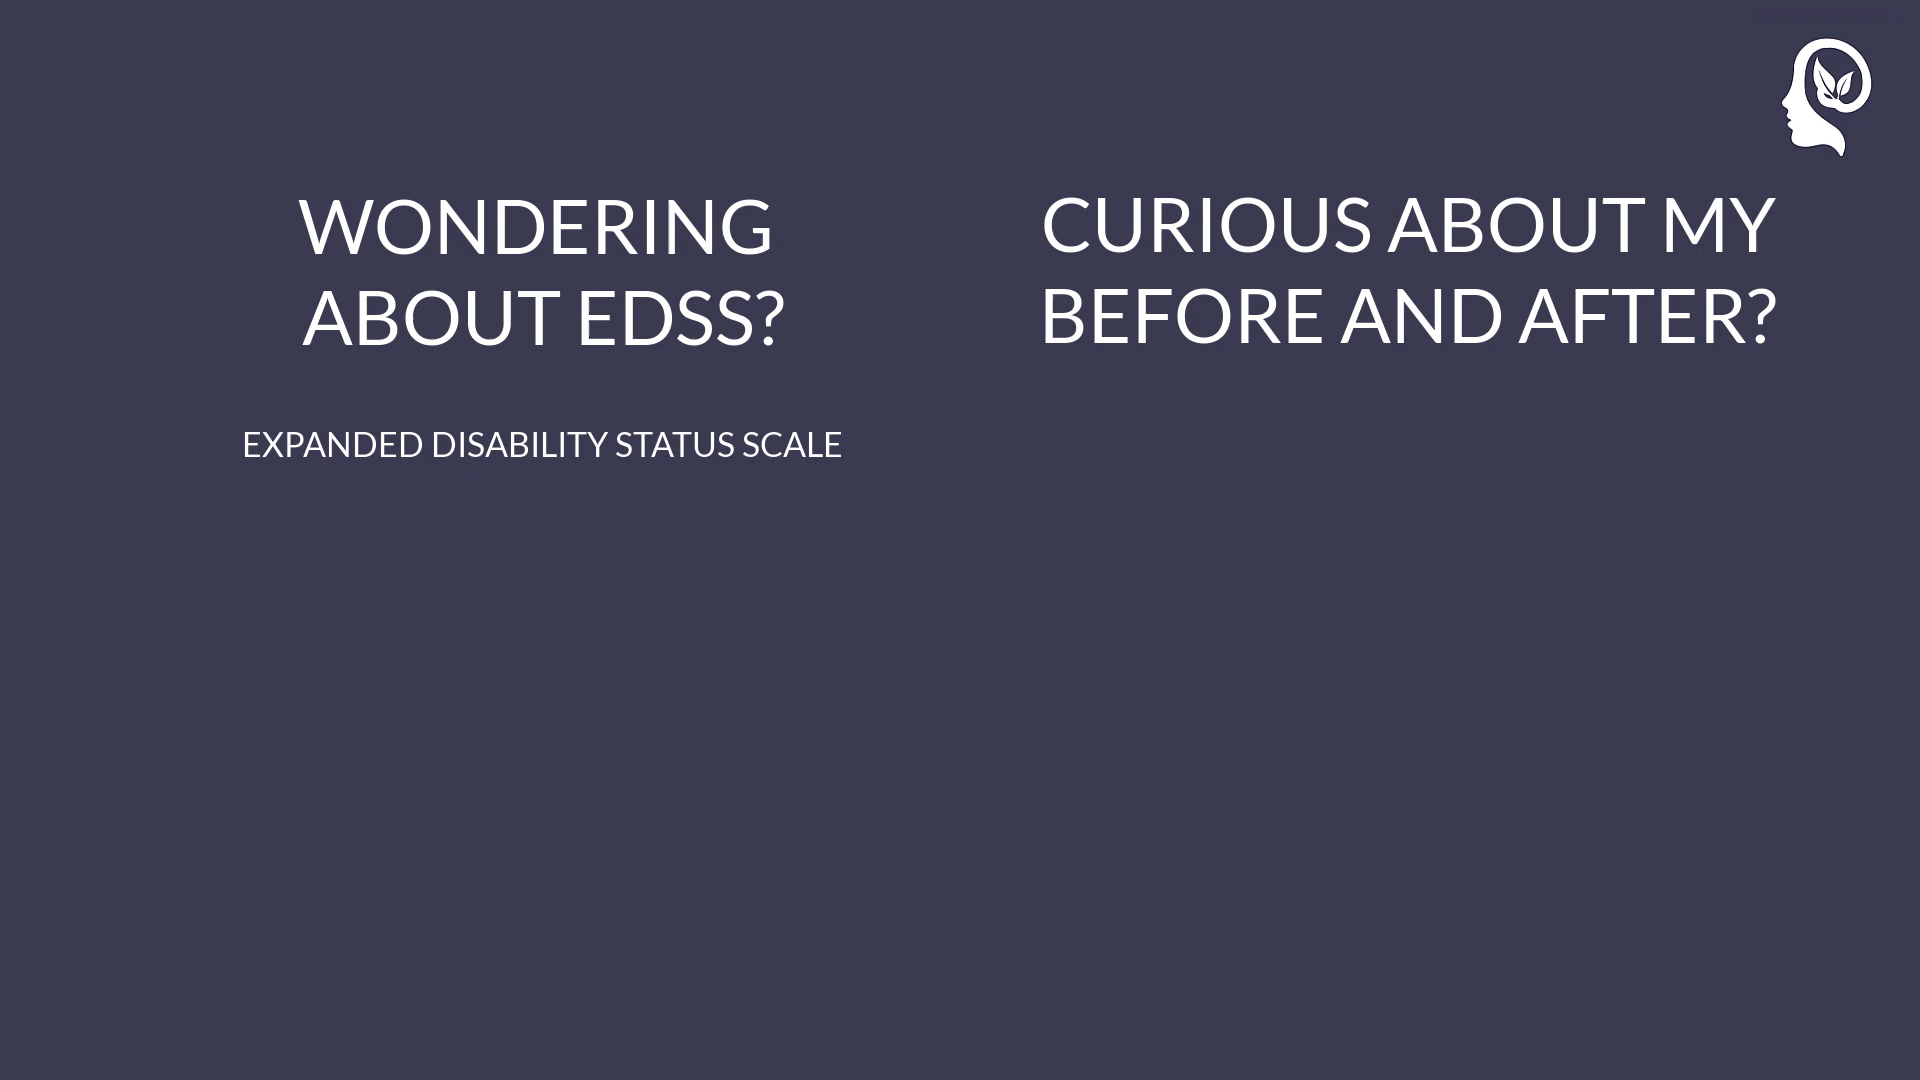 WONDERING
ABOUT EDSS?
EXPANDED DISABILITY STATUS SCALE
CURIOUS ABOUT MY
BEFORE AND AFTER?